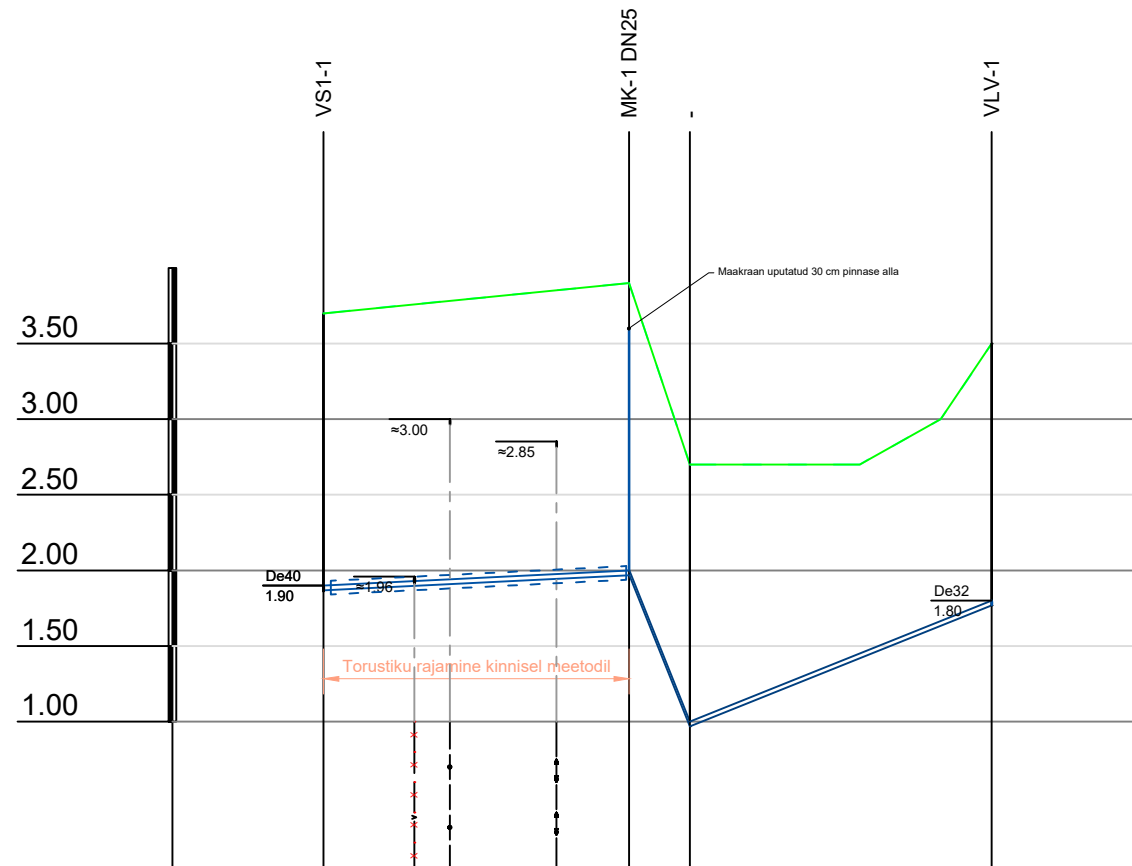 VS1-1
MK-1 DN25
-
VLV-1
Maakraan uputatud 30 cm pinnase alla
3.50
3.00
≈3.00
≈2.85
2.50
2.00
De40
1.90
≈1.96
De32
1.80
1.50
Torustiku rajamine kinnisel meetodil
1.00